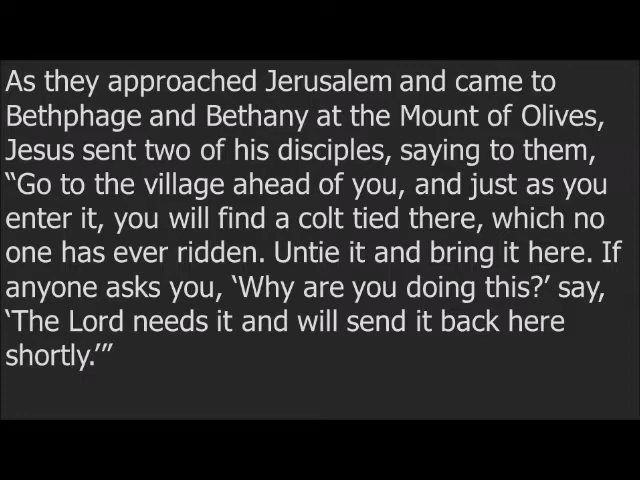 As they approached Jerusalem and came to
Bethphage and Bethany at the Mount of Olives,
Jesus sent two of his disciples, saying to them,
“Go to the village ahead of you, and just as you
enter it, you will find a colt tied there, which no
one has ever ridden. Untie it and bring it here. If
anyone asks you, ‘Why are you doing this?’ say,
‘The Lord needs it and will send it back here
shortly.’”